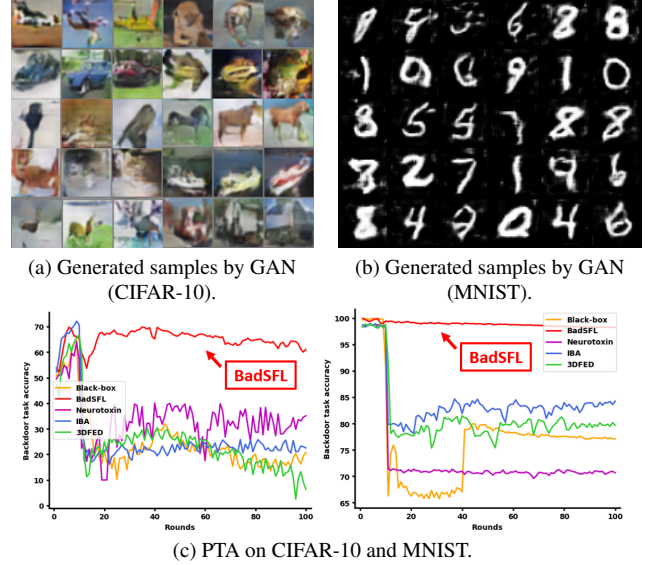 (a) Generated samples by GAN
(CIFAR-10).
(b) Generated samples by GAN
(MNIST).
Backdoor task accuracy
70
60
50
40
30
20
10
0
0
20
40
60
80
100
Rounds
BadSFL
Black-box
BadSFL
Neurotoxin
IBA
3DFED
Backdoor task accuracy
100
95
90
85
80
75
70
65
0
20
40
60
80
100
Rounds
BadSFL
Black-box
BadSFL
Neurotoxin
IBA
3DFED
(c) PTA on CIFAR-10 and MNIST.